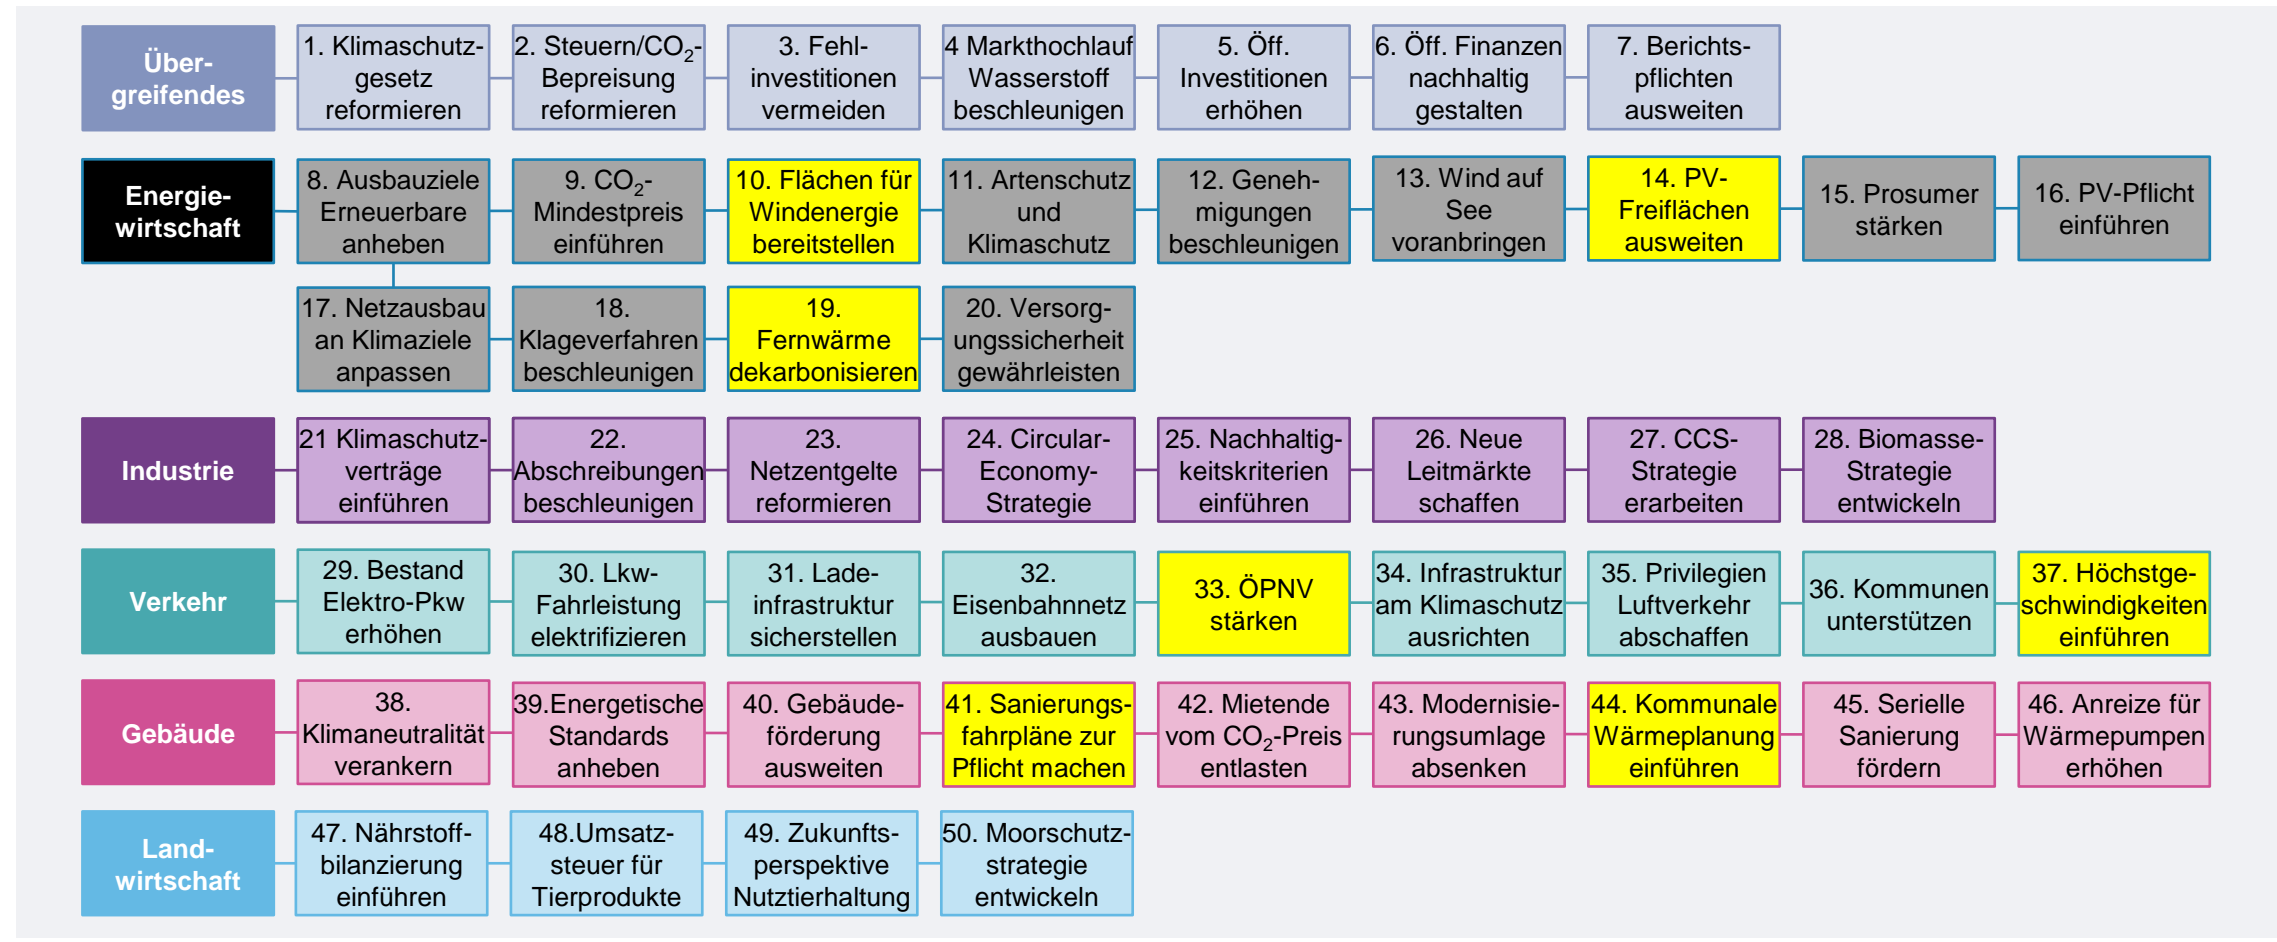 Über-
greifendes
1. Klimaschutz-
gesetz
reformieren
2. Steuern/CO₂-
Bepreisung
reformieren
3. Fehl-
investitionen
vermeiden
4 Markthochlauf
Wasserstoff
beschleunigen
5. Öff.
Investitionen
erhöhen
6. Öff. Finanzen
nachhaltig
gestalten
7. Berichts-
pflichten
ausweiten
Energie-
wirtschaft
8. Ausbauziele
Erneuerbare
anheben
9. CO₂-
Mindestpreis
einführen
10. Flächen für
Windenergie
bereitstellen
11. Artenschutz
und
Klimaschutz
12. Geneh-
migungen
beschleunigen
13. Wind auf
See
voranbringen
14. PV-
Freiflächen
ausweiten
15. Prosumer
stärken
16. PV-Pflicht
einführen
17. Netzausbau
an Klimaziele
anpassen
18.
Klageverfahren
beschleunigen
19.
Fernwärme
dekarbonisieren
20. Versorg-
ungssicherheit
gewährleisten
Industrie
21 Klimaschutz-
verträge
einführen
22.
Abschreibungen
beschleunigen
23.
Netzentgelte
reformieren
24. Circular-
Economy-
Strategie
25. Nachhaltig-
keitskriterien
einführen
26. Neue
Leitmärkte
schaffen
27. CCS-
Strategie
erarbeiten
28. Biomasse-
Strategie
entwickeln
Verkehr
29. Bestand
Elektro-Pkw
erhöhen
30. Lkw-
Fahrleistung
elektrifizieren
31. Lade-
infrastruktur
sicherstellen
32.
Eisenbahnnetz
ausbauen
33. ÖPNV
stärken
34. Infrastruktur
am Klimaschutz
ausrichten
35. Privilegien
Luftverkehr
abschaffen
36. Kommunen
unterstützen
37. Höchstge-
schwindigkeiten
einführen
Gebäude
38.
Klimaneutralität
verankern
39.Energetische
Standards
anheben
40. Gebäude-
förderung
ausweiten
41. Sanierungs-
fahrpläne zur
Pflicht machen
42. Mietende
vom CO₂-Preis
entlasten
43. Modernisie-
rungsumlage
absenken
44. Kommunale
Wärmeplanung
einführen
45. Serielle
Sanierung
fördern
46. Anreize für
Wärmepumpen
erhöhen
Land-
wirtschaft
47. Nährstoff-
bilanzierung
einführen
48.Umsatz-
steuer für
Tierprodukte
49. Zukunfts-
perspektive
Nutztierhaltung
50. Moorschutz-
strategie
entwickeln